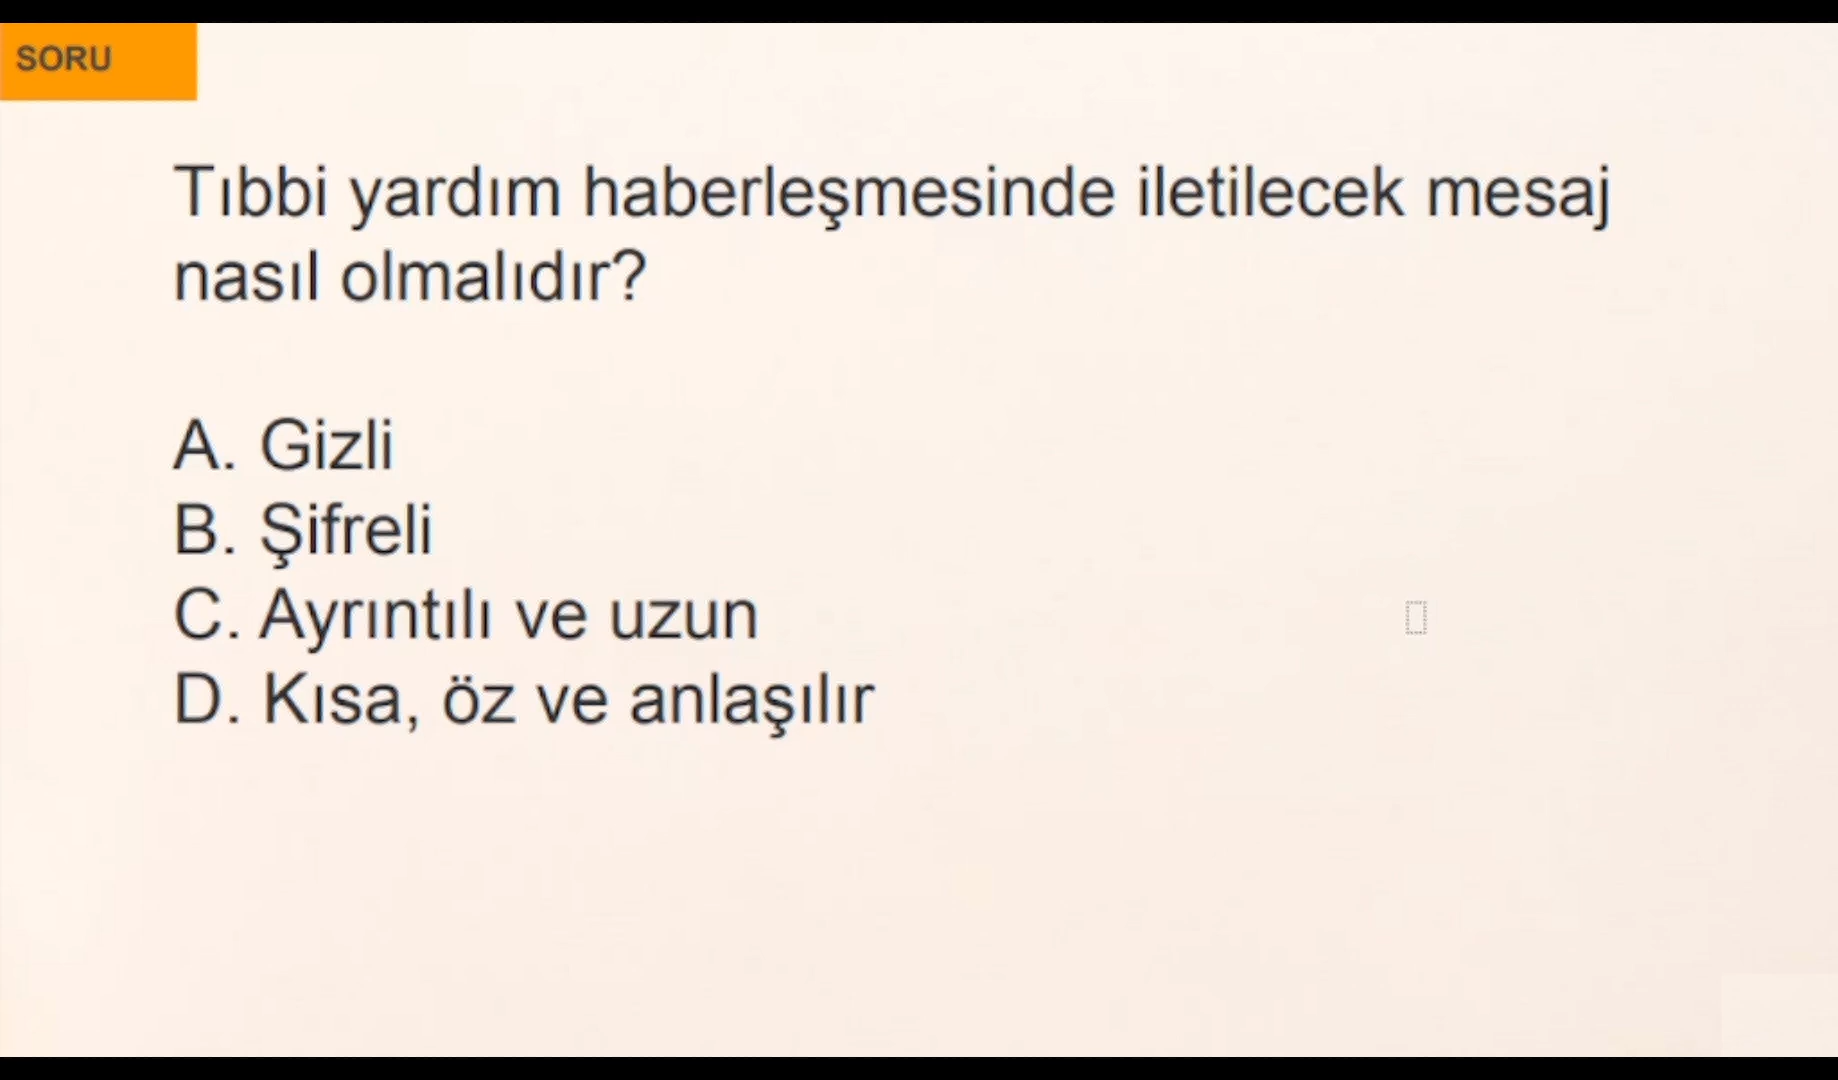 SORU
Tıbbi yardım haberleşmesinde iletilecek mesaj
nasıl olmalıdır?
A. Gizli
B. Şifreli
C. Ayrıntılı ve uzun
D. Kısa, öz ve anlaşılır